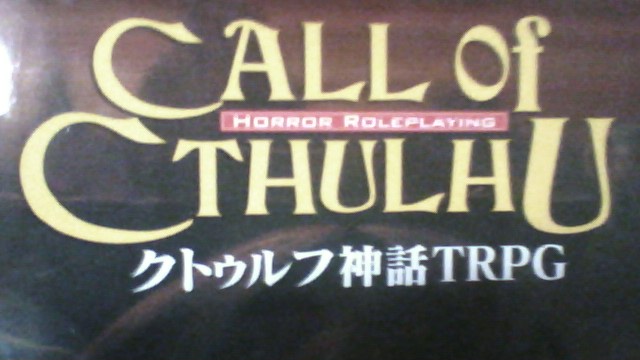 CALL of
HORROR ROLEPLAYING
CTHULHU
クトゥルフ神話TRPG